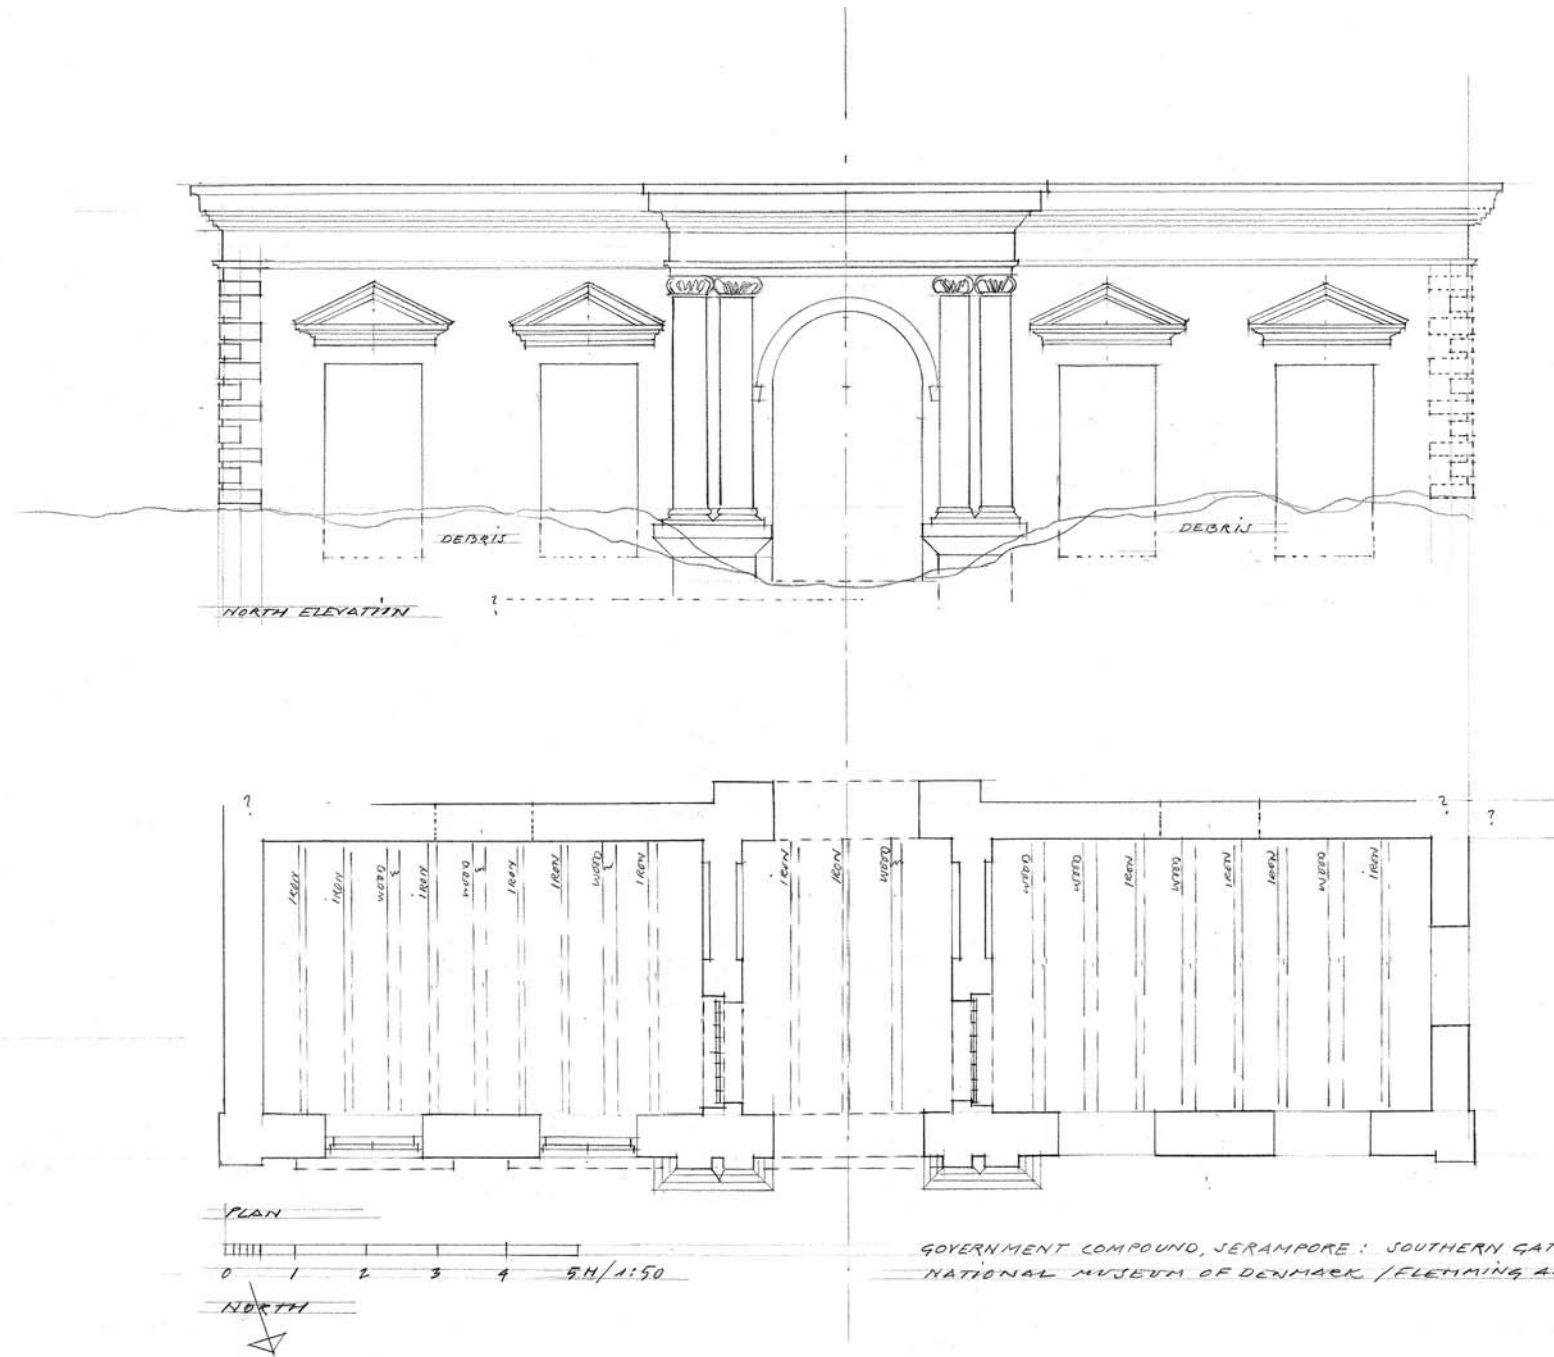 DEBRIS
DEBRIS
NORTH ELEVATION
?
? ? ?
IRON IRON WOOD IRON WOOD IRON IRON WOOD IRON IRON IRON WOOD WOOD WOOD IRON WOOD IRON IRON WOOD IRON
PLAN
0 1 2 3 4 5 M/1:50
NORTH
GOVERNMENT COMPOUND, SERAMPORE: SOUTHERN GAT
NATIONAL MUSEUM OF DENMARK / FLEMMING A